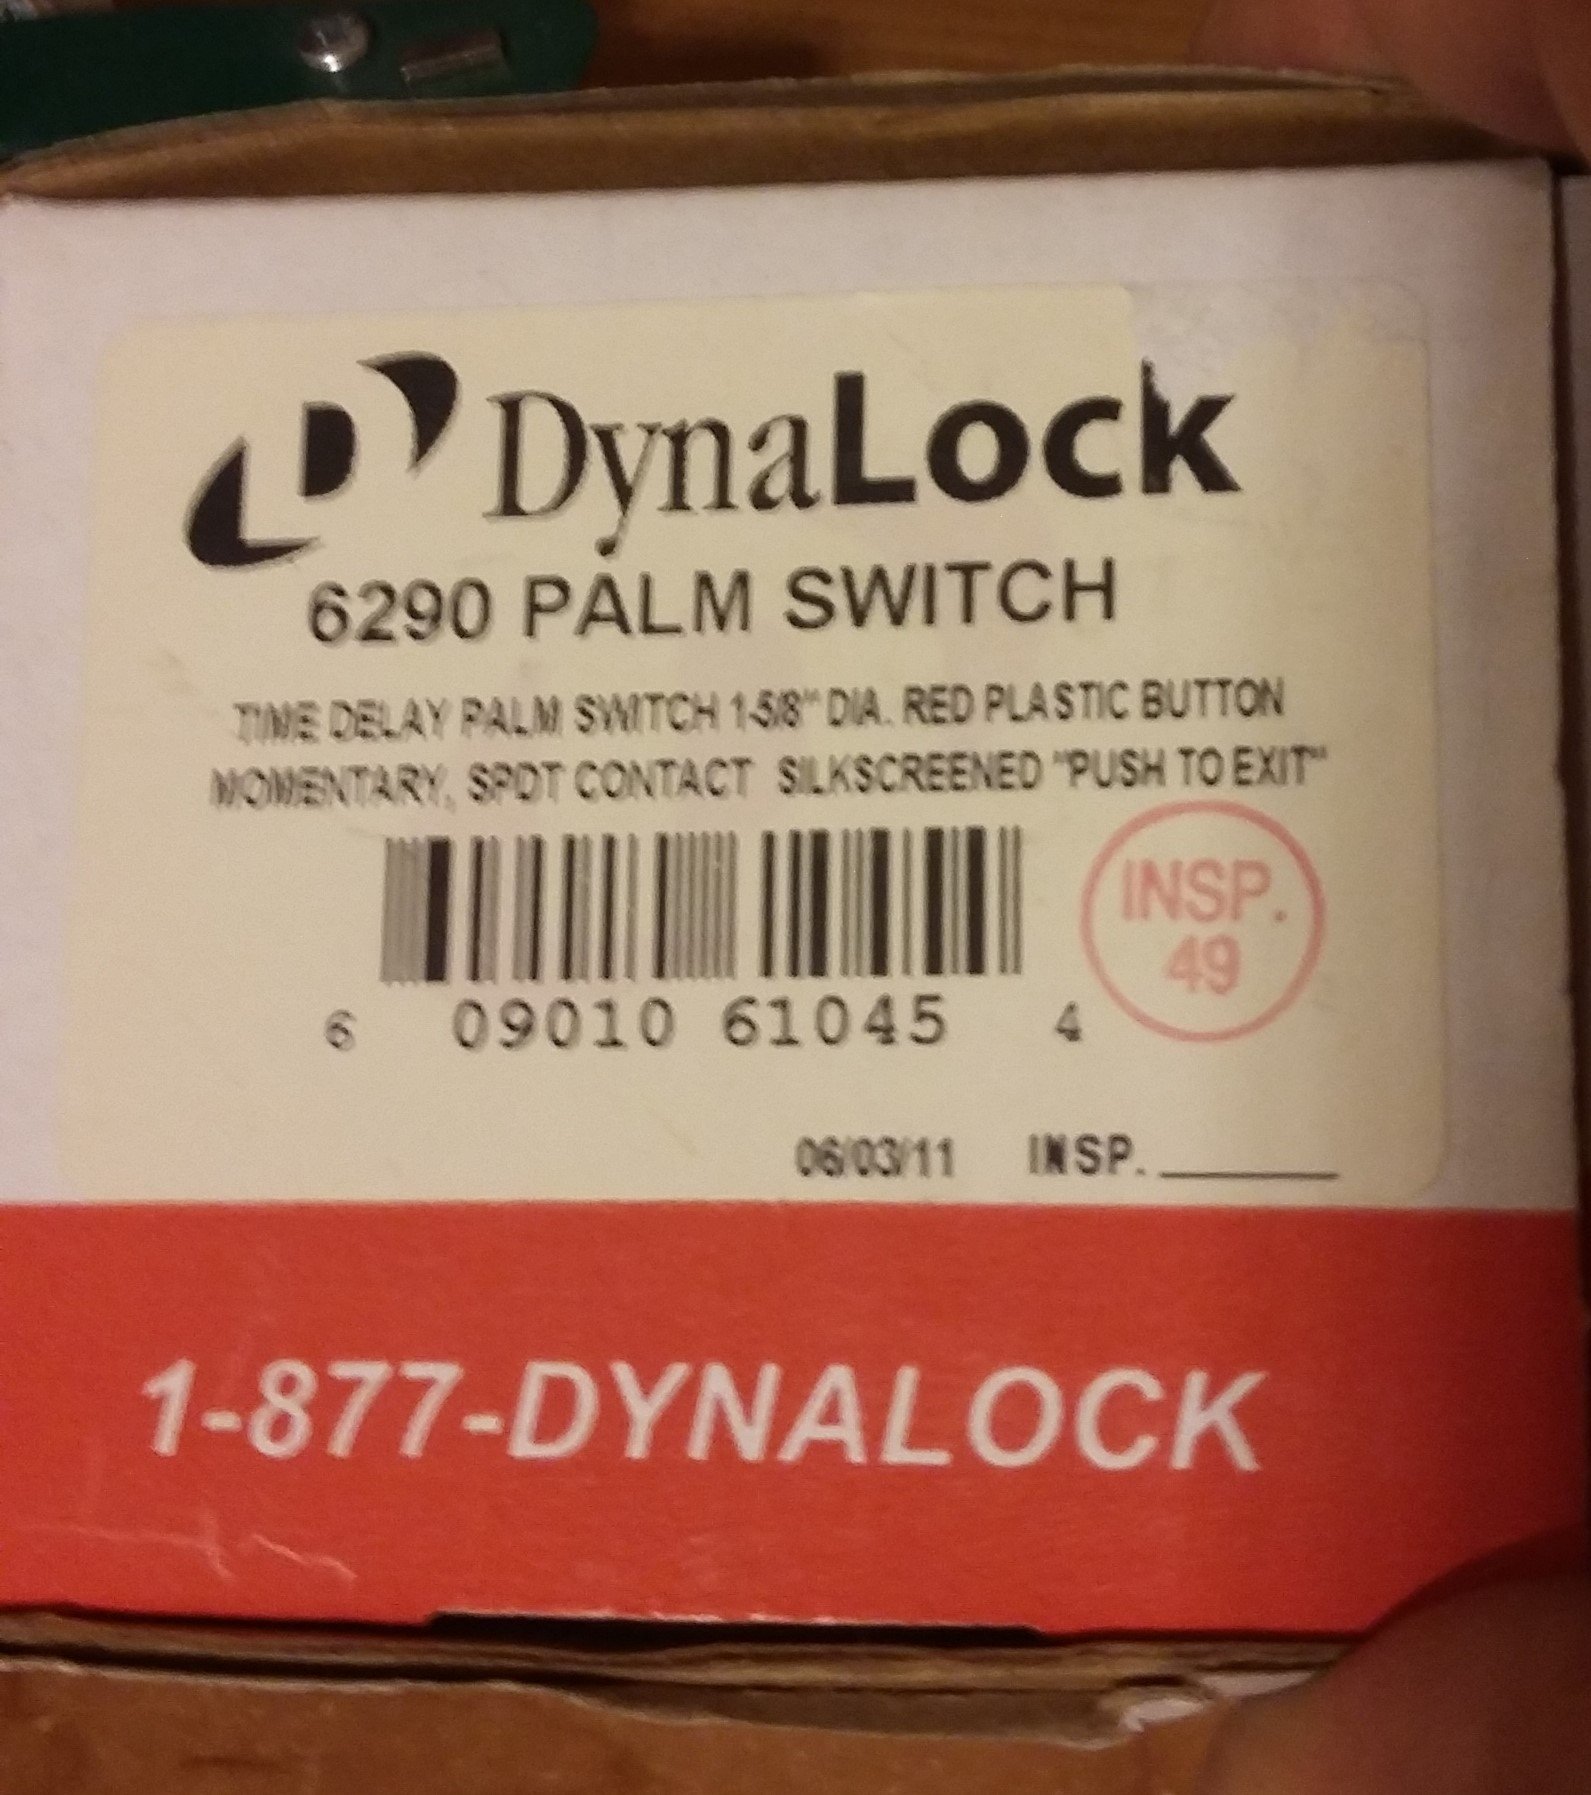 DynaLock
6290 PALM SWITCH
TIME DELAY PALM SWITCH 1-5/8" DIA. RED PLASTIC BUTTON
MOMENTARY, SPDT CONTACT SILKSCREENED "PUSH TO EXIT"
INSP.
49
6 09010 61045 4
06/03/11 INSP.
1-877-DYNALOCK